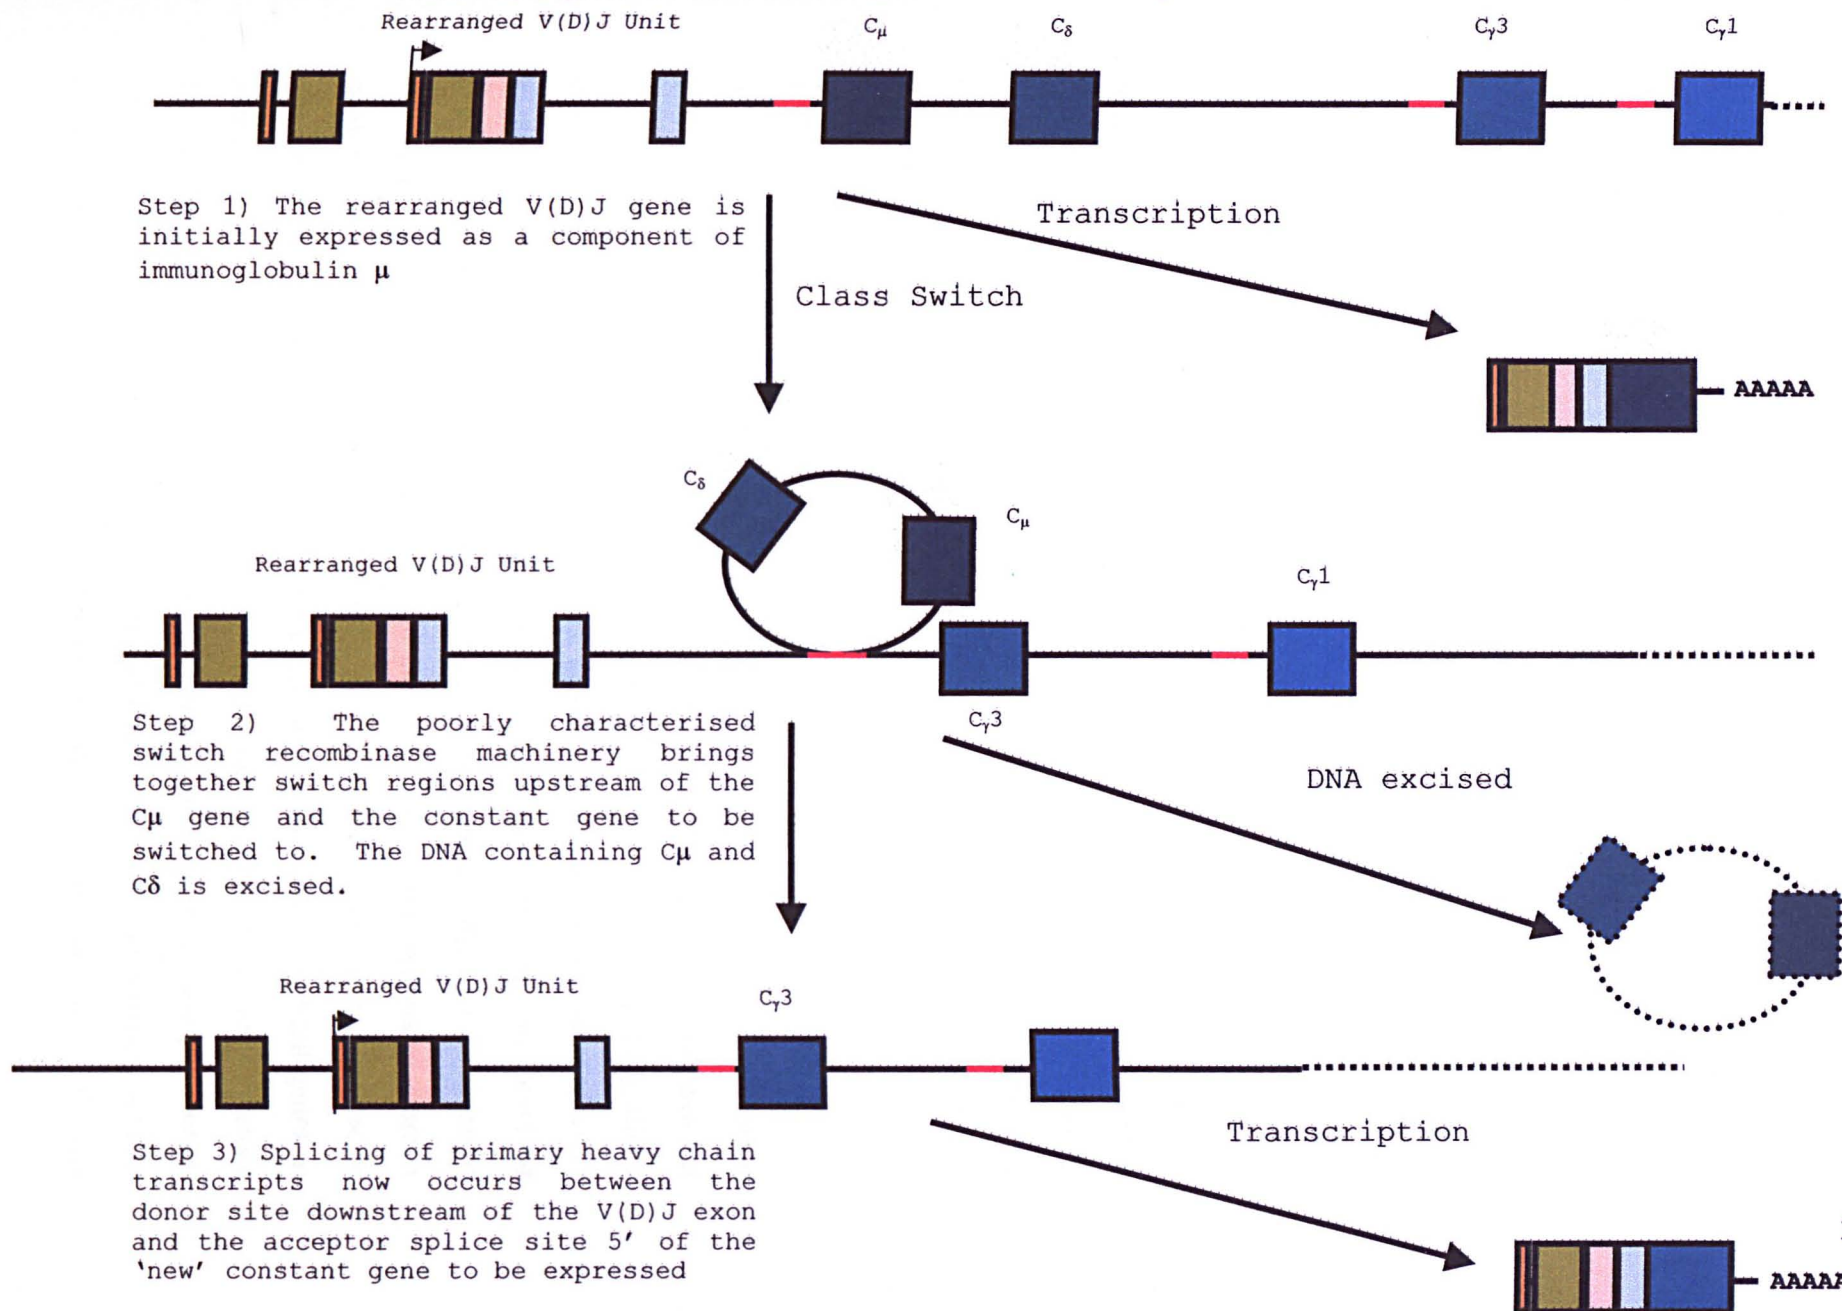 Rearranged V(D)J Unit
Cμ
Cδ
Cγ3
Cγ1
Step 1) The rearranged V(D)J gene is
initially expressed as a component of
immunoglobulin μ
Transcription
Class Switch
AAAAA
Cδ
Cμ
Rearranged V(D)J Unit
Cγ1
Cγ3
Step 2) The poorly characterised
switch recombinase machinery brings
together switch regions upstream of the
Cμ gene and the constant gene to be
switched to. The DNA containing Cμ and
Cδ is excised.
DNA excised
Rearranged V(D)J Unit
Cγ3
Step 3) Splicing of primary heavy chain
transcripts now occurs between the
donor site downstream of the V(D)J exon
and the acceptor splice site 5' of the
'new' constant gene to be expressed
Transcription
AAAAA